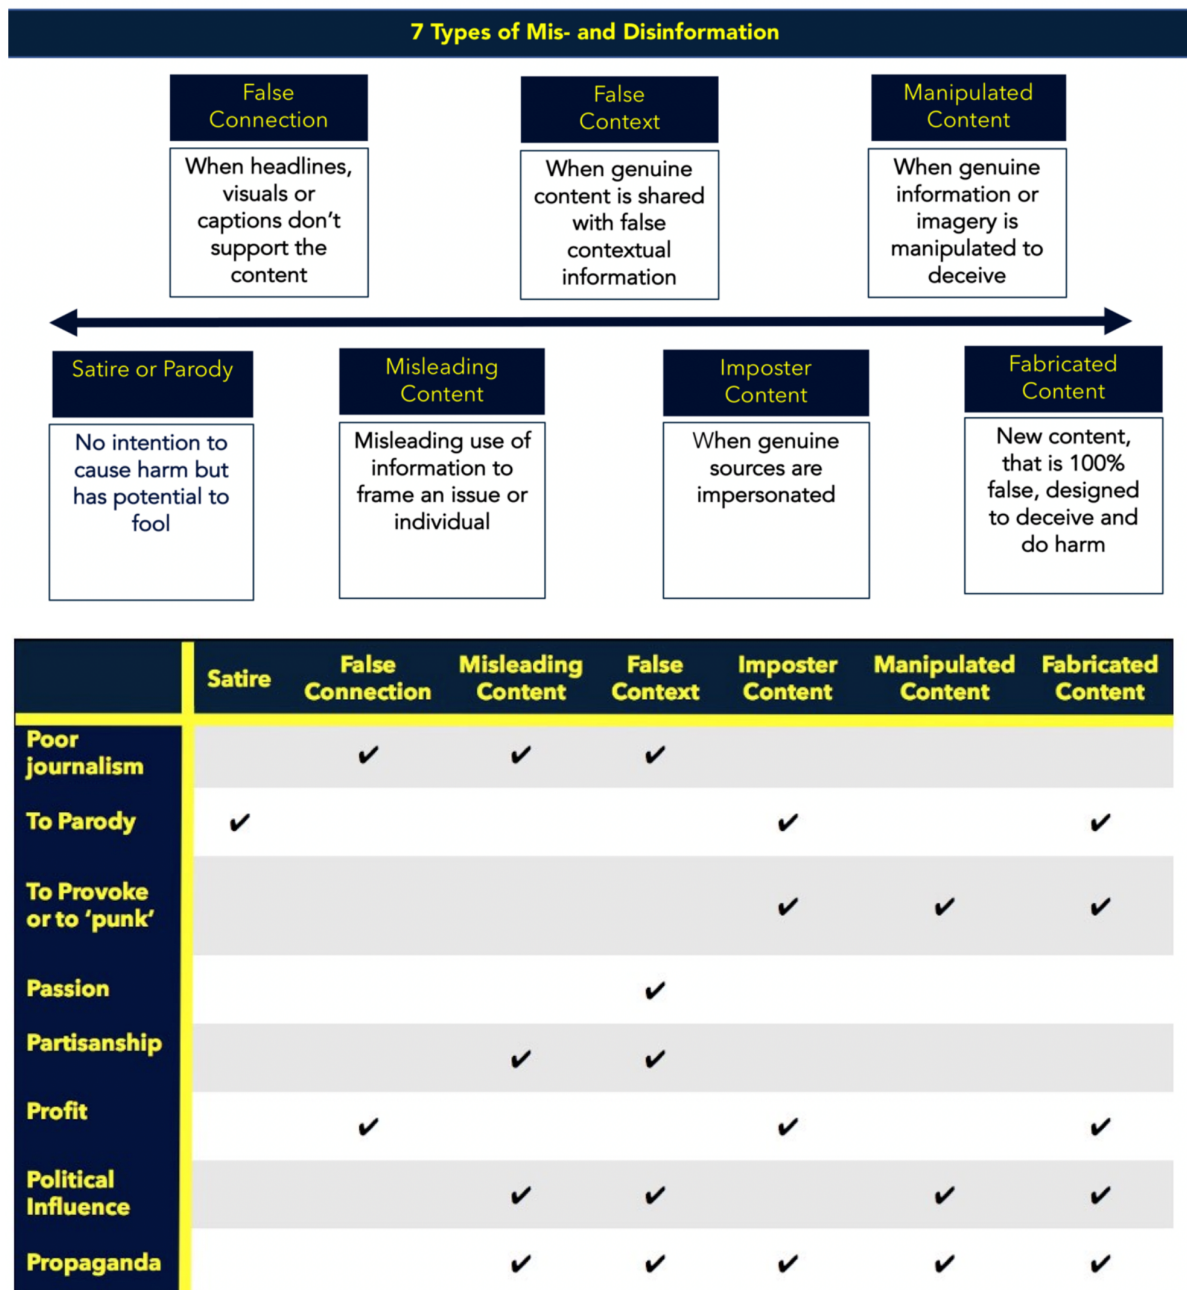 7 Types of Mis- and Disinformation
False
Connection
When headlines,
visuals or
captions don't
support the
content
False
Context
When genuine
content is shared
with false
contextual
information
Manipulated
Content
When genuine
information or
imagery is
manipulated to
deceive
Satire or Parody
No intention to
cause harm but
has potential to
fool
Misleading
Content
Misleading use of
information to
frame an issue or
individual
Imposter
Content
When genuine
sources are
impersonated
Fabricated
Content
New content,
that is 100%
false, designed
to deceive and
do harm
Satire
False
Connection
Misleading
Content
False
Context
Imposter
Content
Manipulated
Content
Fabricated
Content
Poor
journalism
✔ ✔ ✔
To Parody
✔ ✔ ✔
To Provoke
or to ‘punk’
✔ ✔ ✔
Passion
✔
Partisanship
✔ ✔
Profit
✔ ✔ ✔
Political
Influence
✔ ✔ ✔ ✔
Propaganda
✔ ✔ ✔ ✔ ✔